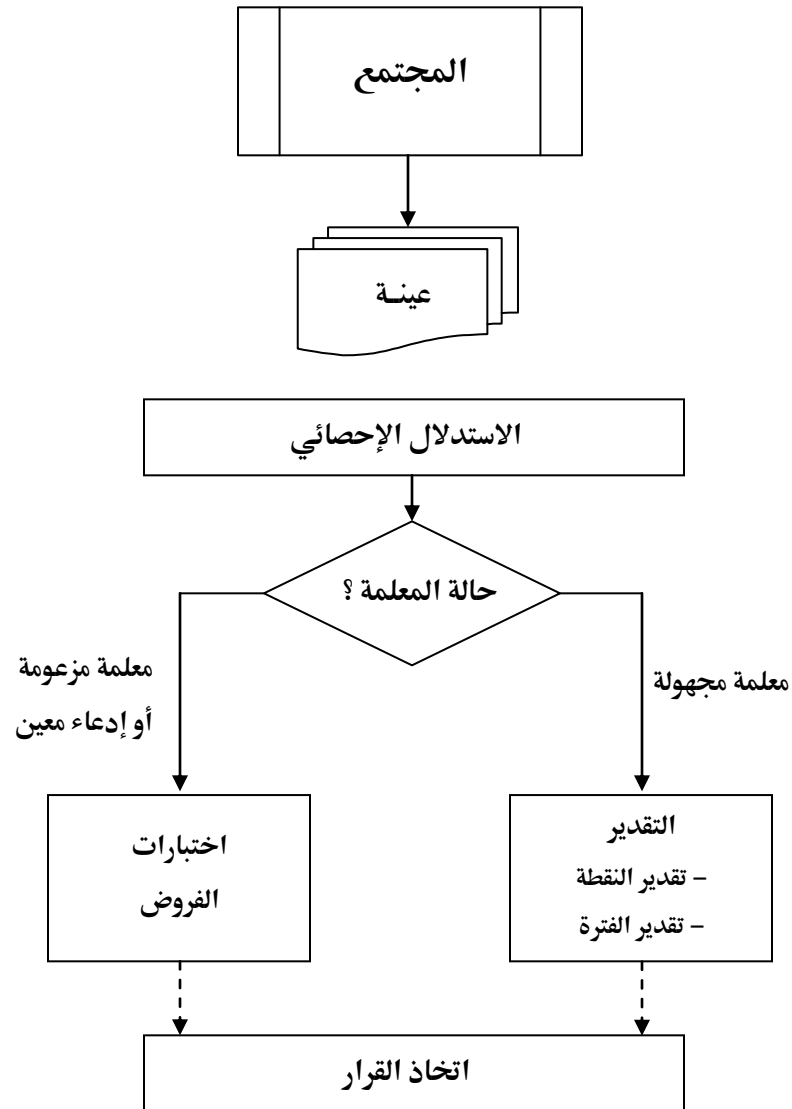 المجتمع
عينـة
الاستدلال الإحصائي
حالة المعلمة ؟
معلمة مجهولة
معلمة مزعومة
أو إدعاء معين
التقدير
– تقدير النقطة
– تقدير الفترة
اختبارات
الفروض
اتخاذ القرار